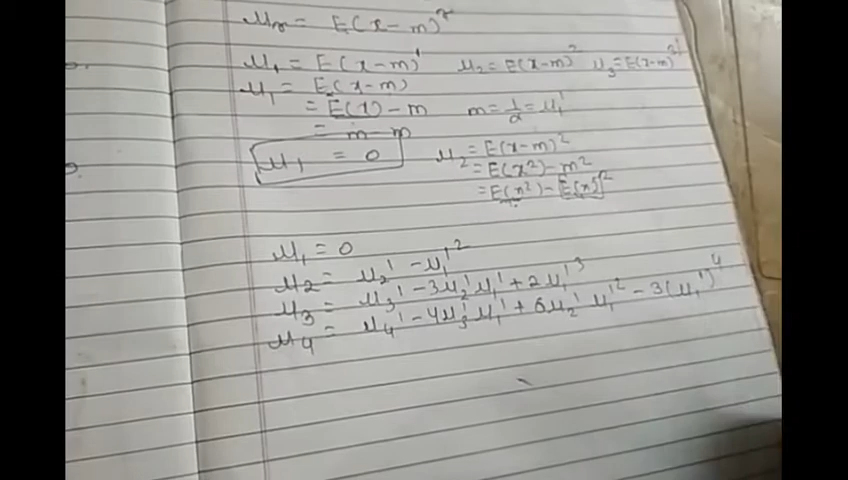 μr = E(x-m)^r
μ1 = E(x-m)^1 μ2 = E(x-m)^2 μ3 = E(x-m)^3
μ1 = E(x-m)
= E(x) - m m = 1/α = μ1'
= m - m
μ1 = 0 μ2 = E(x-m)^2
= E(x^2) - m^2
= E(x^2) - [E(x)]^2
μ1 = 0
μ2 = μ2' - μ1'^2
μ3 = μ3' - 3μ2'μ1' + 2μ1'^3
μ4 = μ4' - 4μ3'μ1' + 6μ2'μ1'^2 - 3(μ1')^4